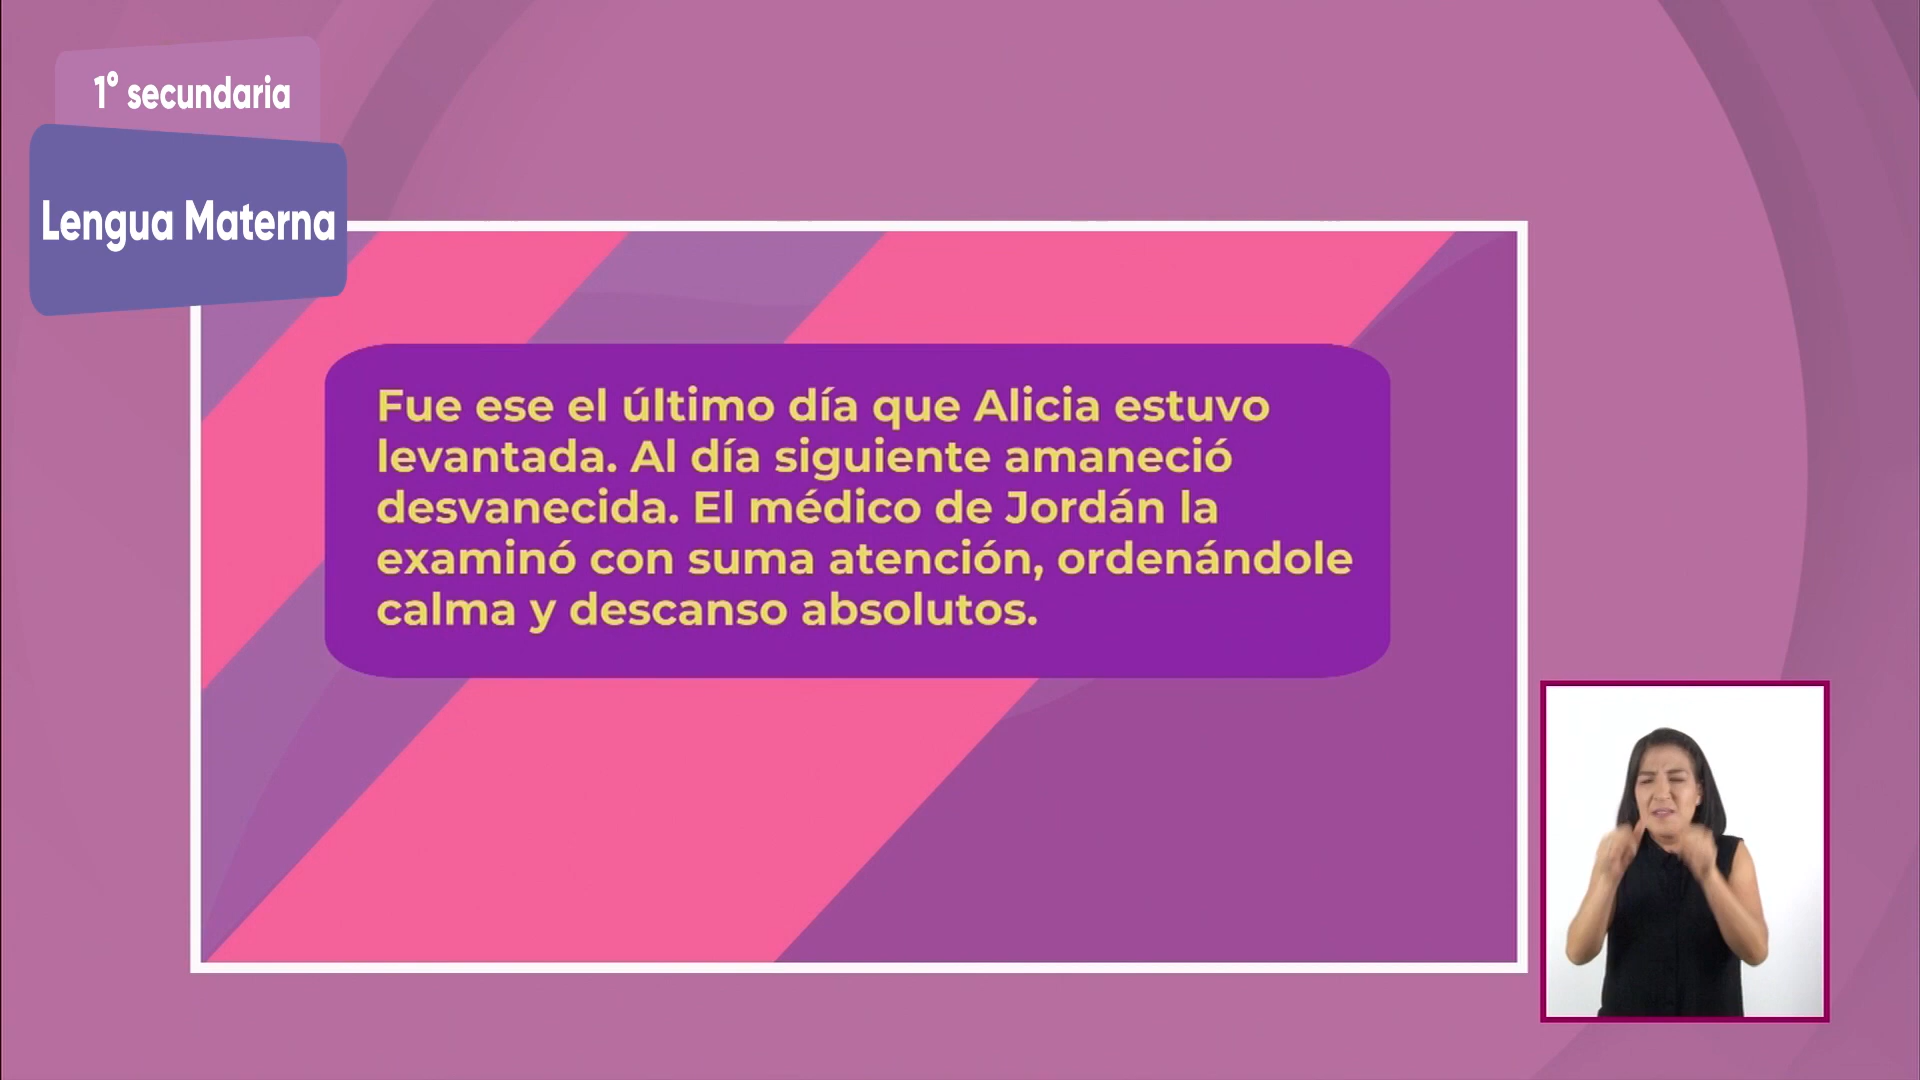 1° secundaria
Lengua Materna
Fue ese el último día que Alicia estuvo
levantada. Al día siguiente amaneció
desvanecida. El médico de Jordán la
examinó con suma atención, ordenándole
calma y descanso absolutos.